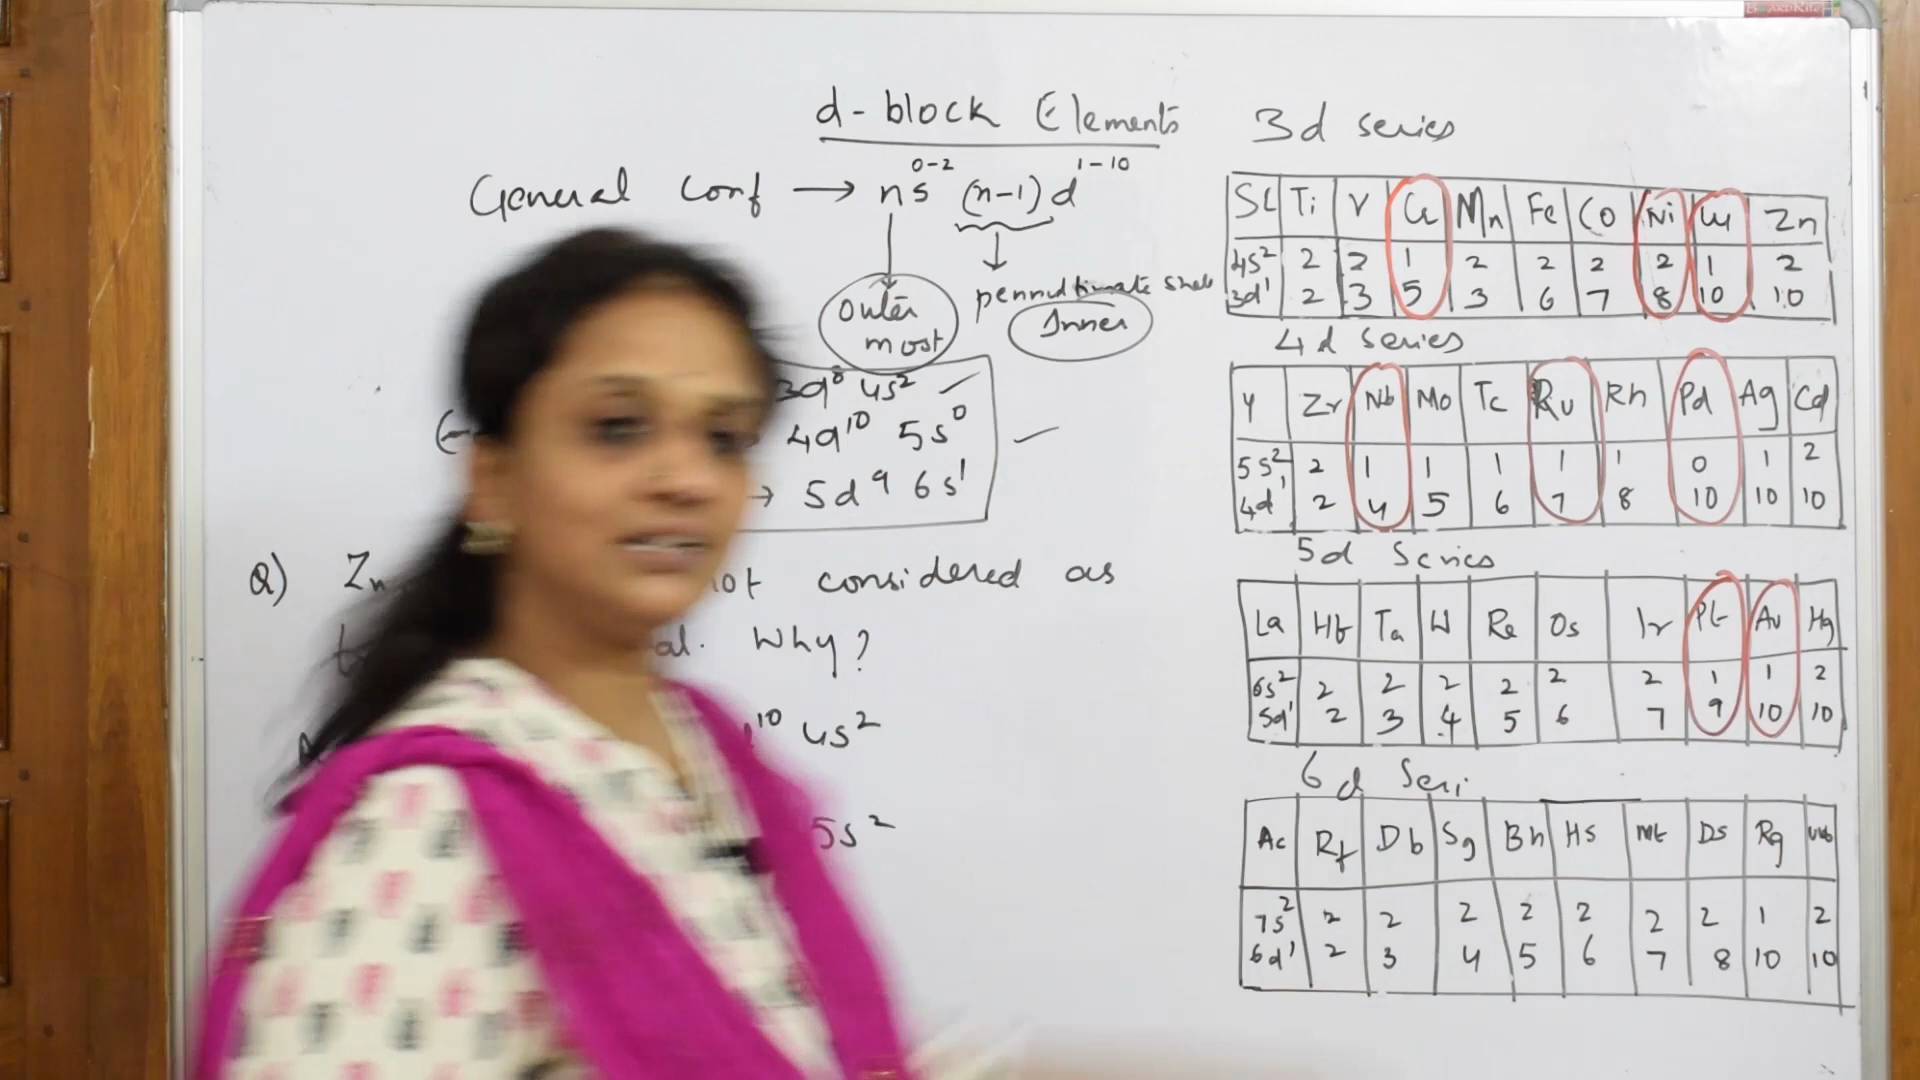 BOARDKITE
d-block Elements
General Conf → ns⁰⁻² (n-1)d¹⁻¹⁰
Outer most
pennultimate
Inner
3d⁸ 4s² ✓
4d¹⁰ 5s⁰ ✓
→ 5d⁹ 6s¹
Q) Zn not considered as
al. Why?
¹⁰ 4s²
5s²
3d series
Sc Ti V Cr Mn Fe Co Ni Cu Zn
4s² 2 2 1 2 2 2 2 1 2
3d¹ 2 3 5 3 6 7 8 10 10
4d series
Y Zr Nb Mo Tc Ru Rh Pd Ag Cd
5s² 2 1 1 1 1 1 0 1 2
4d¹ 2 4 5 6 7 8 10 10 10
5d Series
La Hf Ta W Re Os Ir Pt Au Hg
6s² 2 2 2 2 2 2 1 1 2
5d¹ 2 3 4 5 6 7 9 10 10
6d Seri
Ac Rf Db Sg Bh Hs Mt Ds Rg Uub
7s² 2 2 2 2 2 2 2 1 2
6d¹ 2 3 4 5 6 7 8 10 10